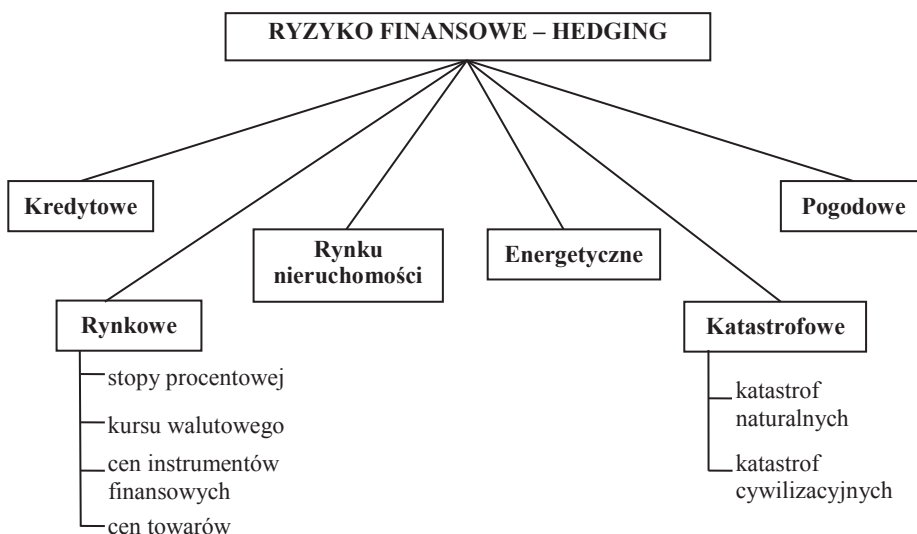 RYZYKO FINANSOWE – HEDGING
Kredytowe
Pogodowe
Rynku
nieruchomości
Energetyczne
Rynkowe
stopy procentowej
kursu walutowego
cen instrumentów
finansowych
cen towarów
Katastrofowe
katastrof
naturalnych
katastrof
cywilizacyjnych